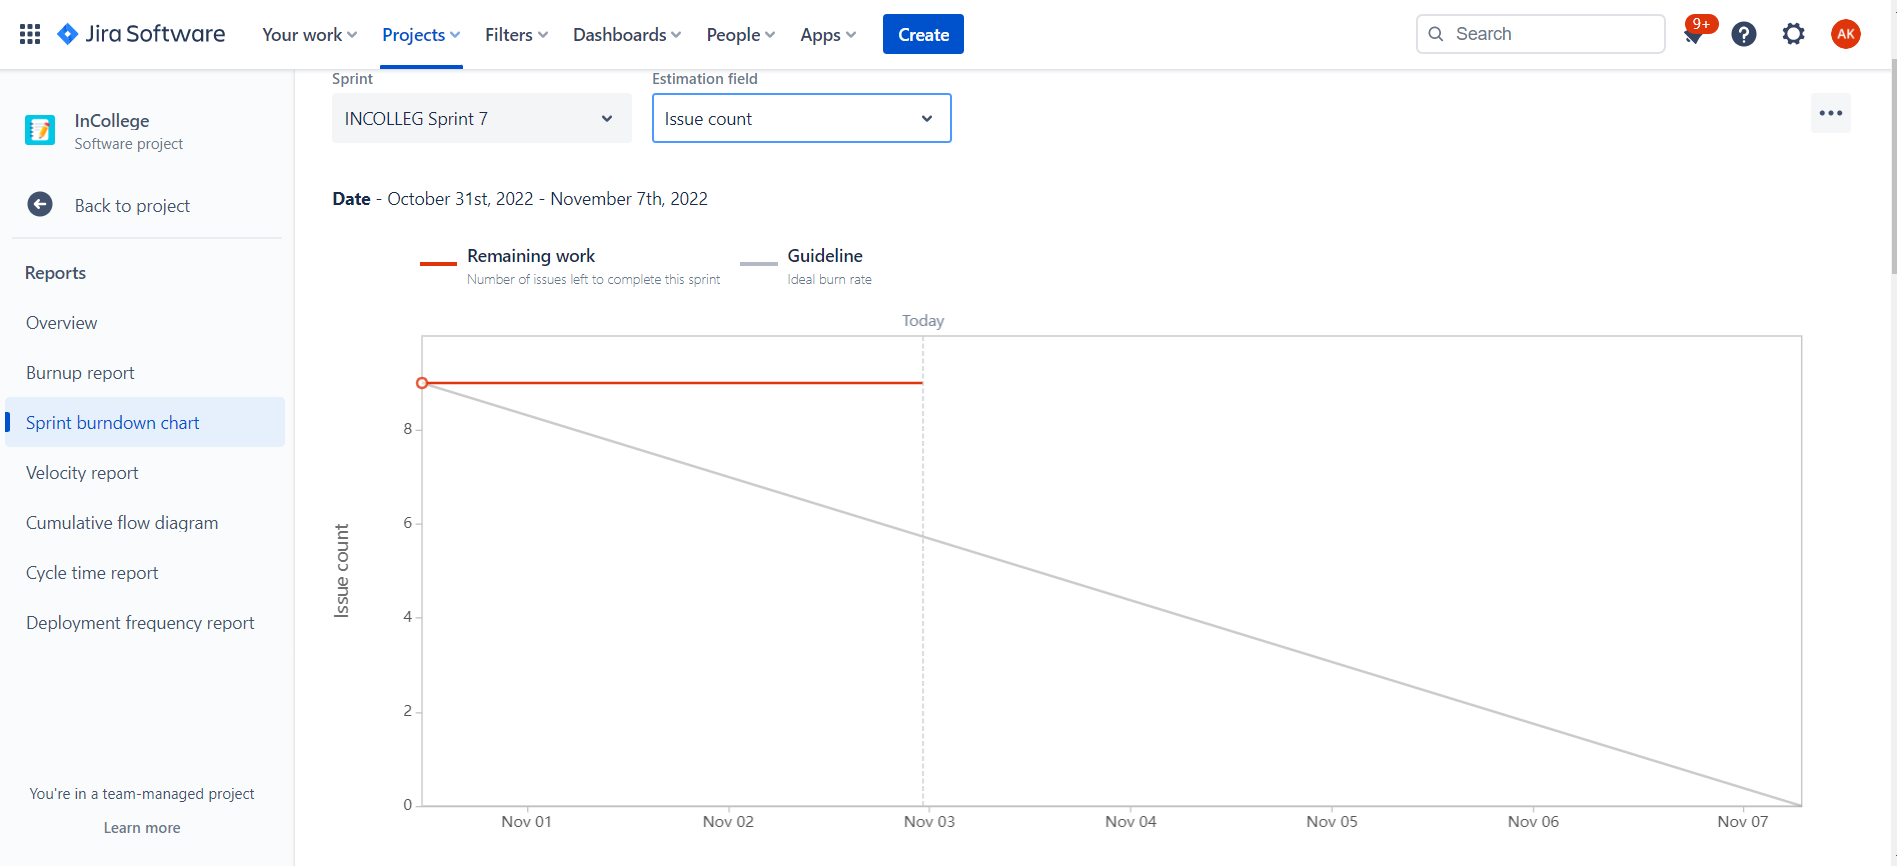 Jira Software
Your work
Projects
Filters
Dashboards
People
Apps
Create
Search
9+
?
AK
InCollege
Software project
Back to project
Reports
Overview
Burnup report
Sprint burndown chart
Velocity report
Cumulative flow diagram
Cycle time report
Deployment frequency report
You're in a team-managed project
Learn more
Sprint
INCOLLEG Sprint 7
Estimation field
Issue count
Date - October 31st, 2022 - November 7th, 2022
Remaining work
Number of issues left to complete this sprint
Guideline
Ideal burn rate
Today
Issue count
8
6
4
2
0
Nov 01
Nov 02
Nov 03
Nov 04
Nov 05
Nov 06
Nov 07